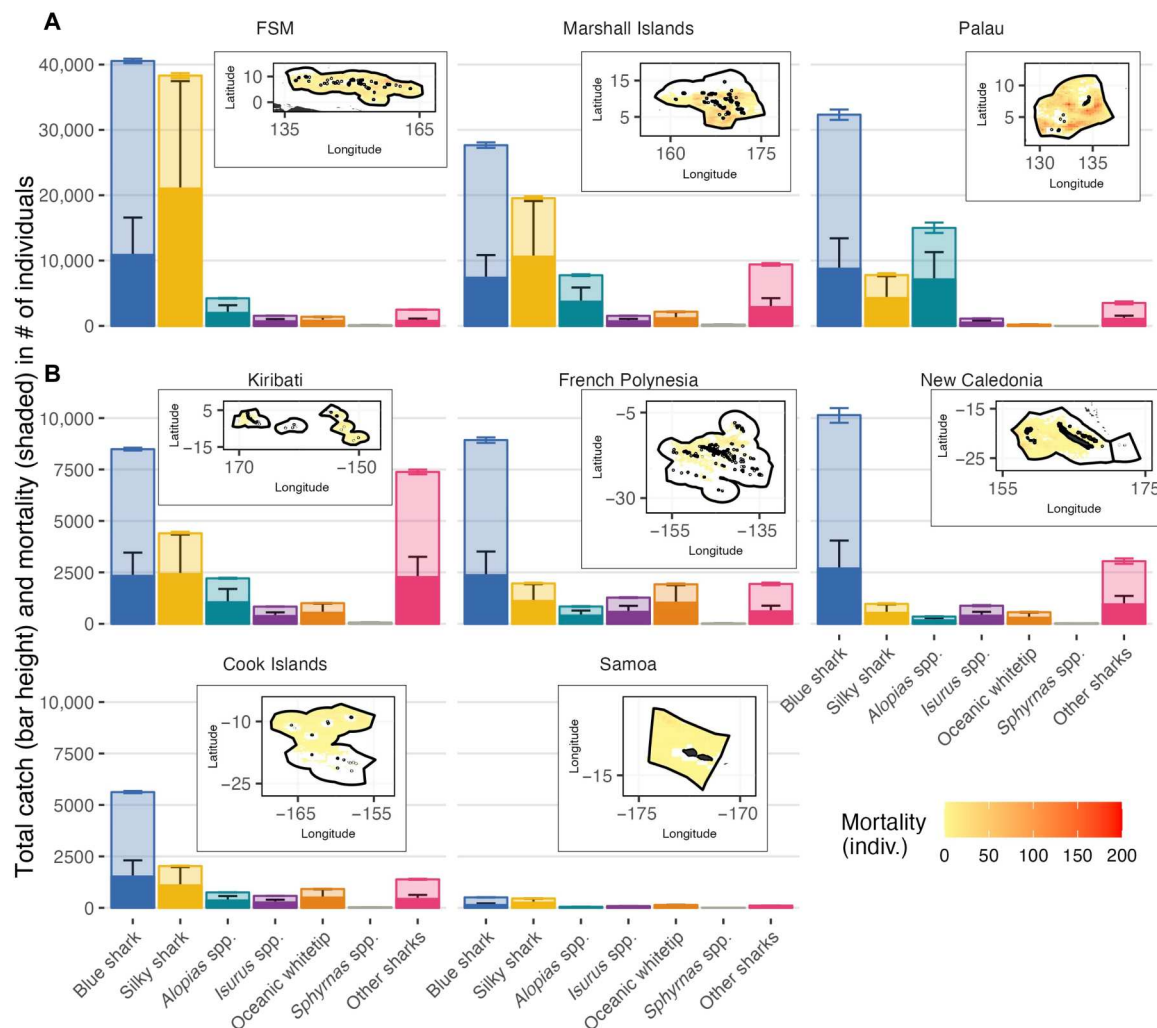 A
FSM
Marshall Islands
Palau
Total catch (bar height) and mortality (shaded) in # of individuals
40,000
30,000
20,000
10,000
0
Latitude
10
0
135
165
Longitude
Latitude
15
5
160
175
Longitude
Latitude
10
5
130
135
Longitude
B
Kiribati
French Polynesia
New Caledonia
10,000
7500
5000
2500
0
Latitude
5
−15
170
−150
Longitude
Latitude
−5
−30
−155
−135
Longitude
Latitude
−15
−25
155
175
Longitude
Blue shark
Silky shark
Alopias spp.
Isurus spp.
Oceanic whitetip
Sphyrnas spp.
Other sharks
Cook Islands
Samoa
10,000
7500
5000
2500
0
Latitude
−10
−25
−165
−155
Longitude
Longitude
−15
−175
−170
Longitude
Mortality
(indiv.)
0 50 100 150 200
Blue shark
Silky shark
Alopias spp.
Isurus spp.
Oceanic whitetip
Sphyrnas spp.
Other sharks
Blue shark
Silky shark
Alopias spp.
Isurus spp.
Oceanic whitetip
Sphyrnas spp.
Other sharks